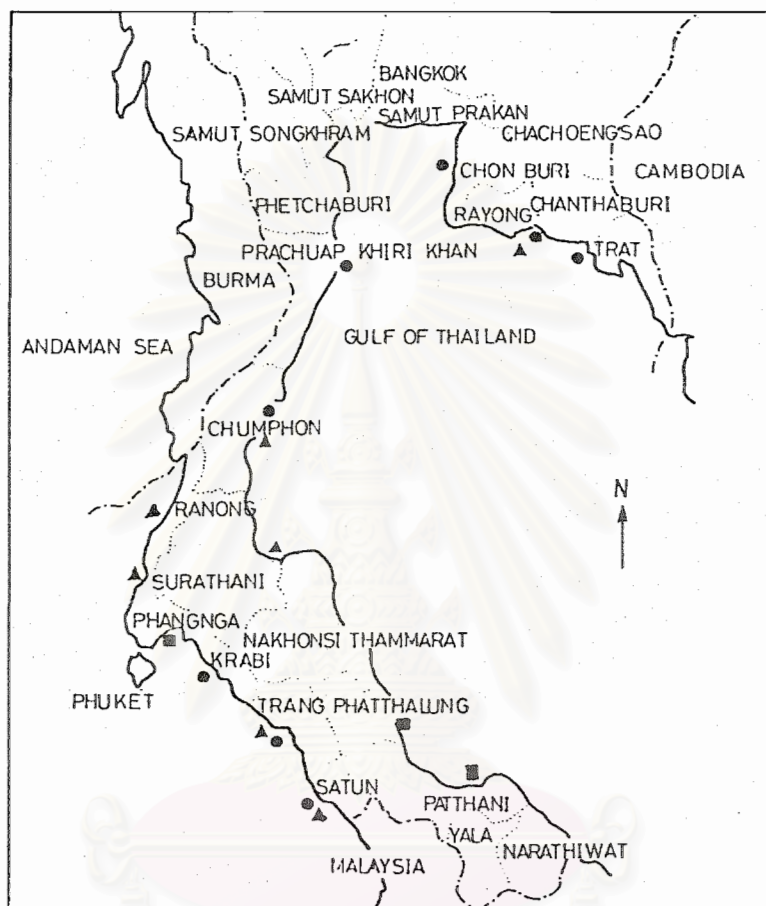 BANGKOK
SAMUT SAKHON
SAMUT PRAKAN
SAMUT SONGKHRAM
CHACHOENGSAO
CHON BURI
CAMBODIA
PHETCHABURI
RAYONG
CHANTHABURI
PRACHUAP KHIRI KHAN
TRAT
BURMA
GULF OF THAILAND
ANDAMAN SEA
CHUMPHON
N
RANONG
SURATHANI
PHANGNGA
NAKHONSI THAMMARAT
KRABI
PHUKET
TRANG PHATTHALUNG
SATUN
PATTHANI
YALA
NARATHIWAT
MALAYSIA